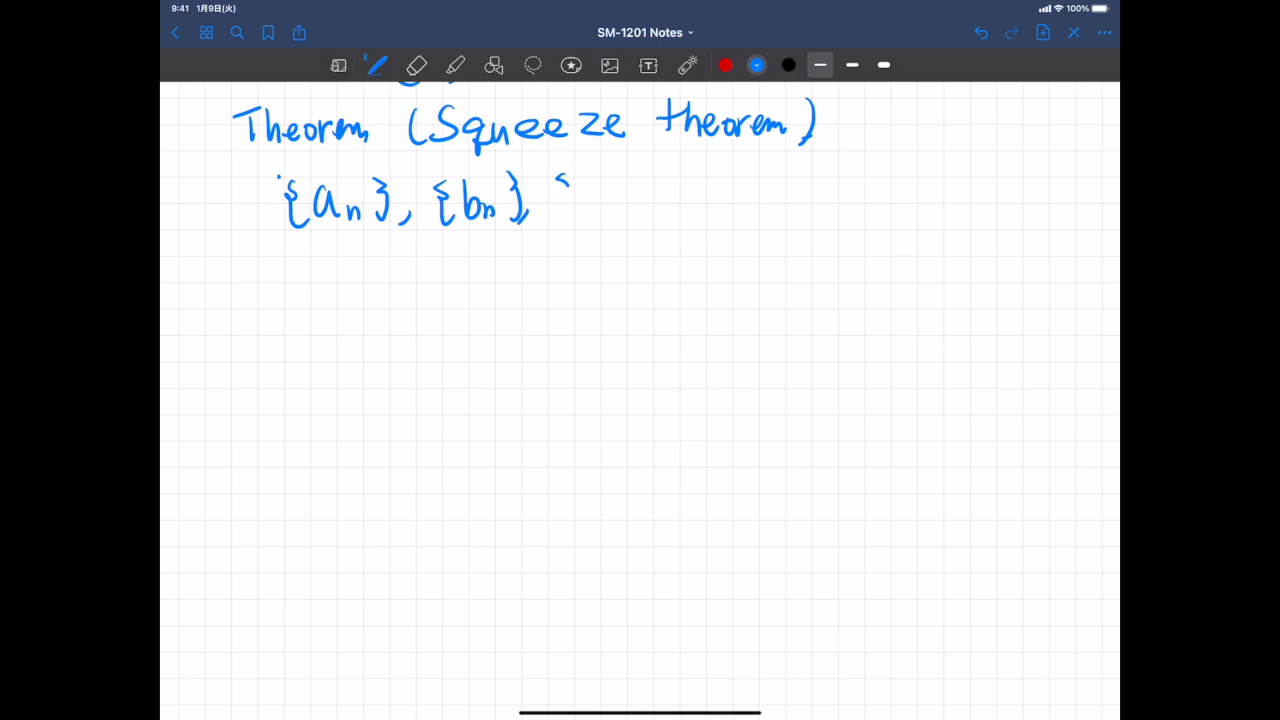 9:41 1月9日(火) 100%
SM-1201 Notes
Theorem (Squeeze theorem)
{an}, {bn},